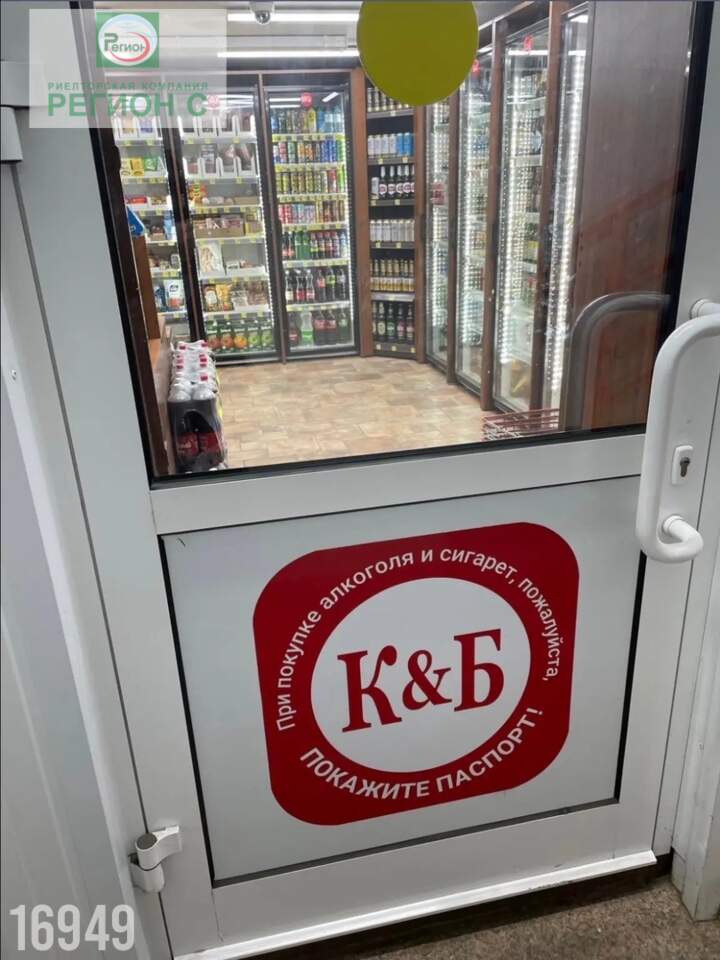 Регион
РИЕЛТОРСКАЯ КОМПАНИЯ
РЕГИОН С
При покупке алкоголя и сигарет, пожалуйста,
К&Б
ПОКАЖИТЕ ПАСПОРТ!
16949